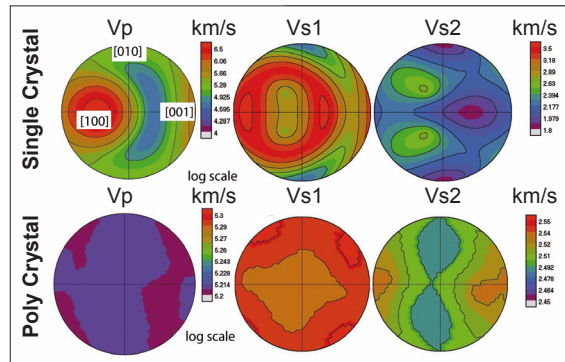 Single Crystal
Vp
km/s
Vs1
Vs2
km/s
[010]
[100]
[001]
6.5
6.06
5.66
5.28
4.925
4.595
4.287
4
3.5
3.18
2.89
2.63
2.394
2.177
1.979
1.8
log scale
Poly Crystal
Vp
km/s
Vs1
Vs2
km/s
5.3
5.29
5.27
5.26
5.243
5.228
5.214
5.2
2.55
2.54
2.52
2.51
2.492
2.478
2.464
2.45
log scale